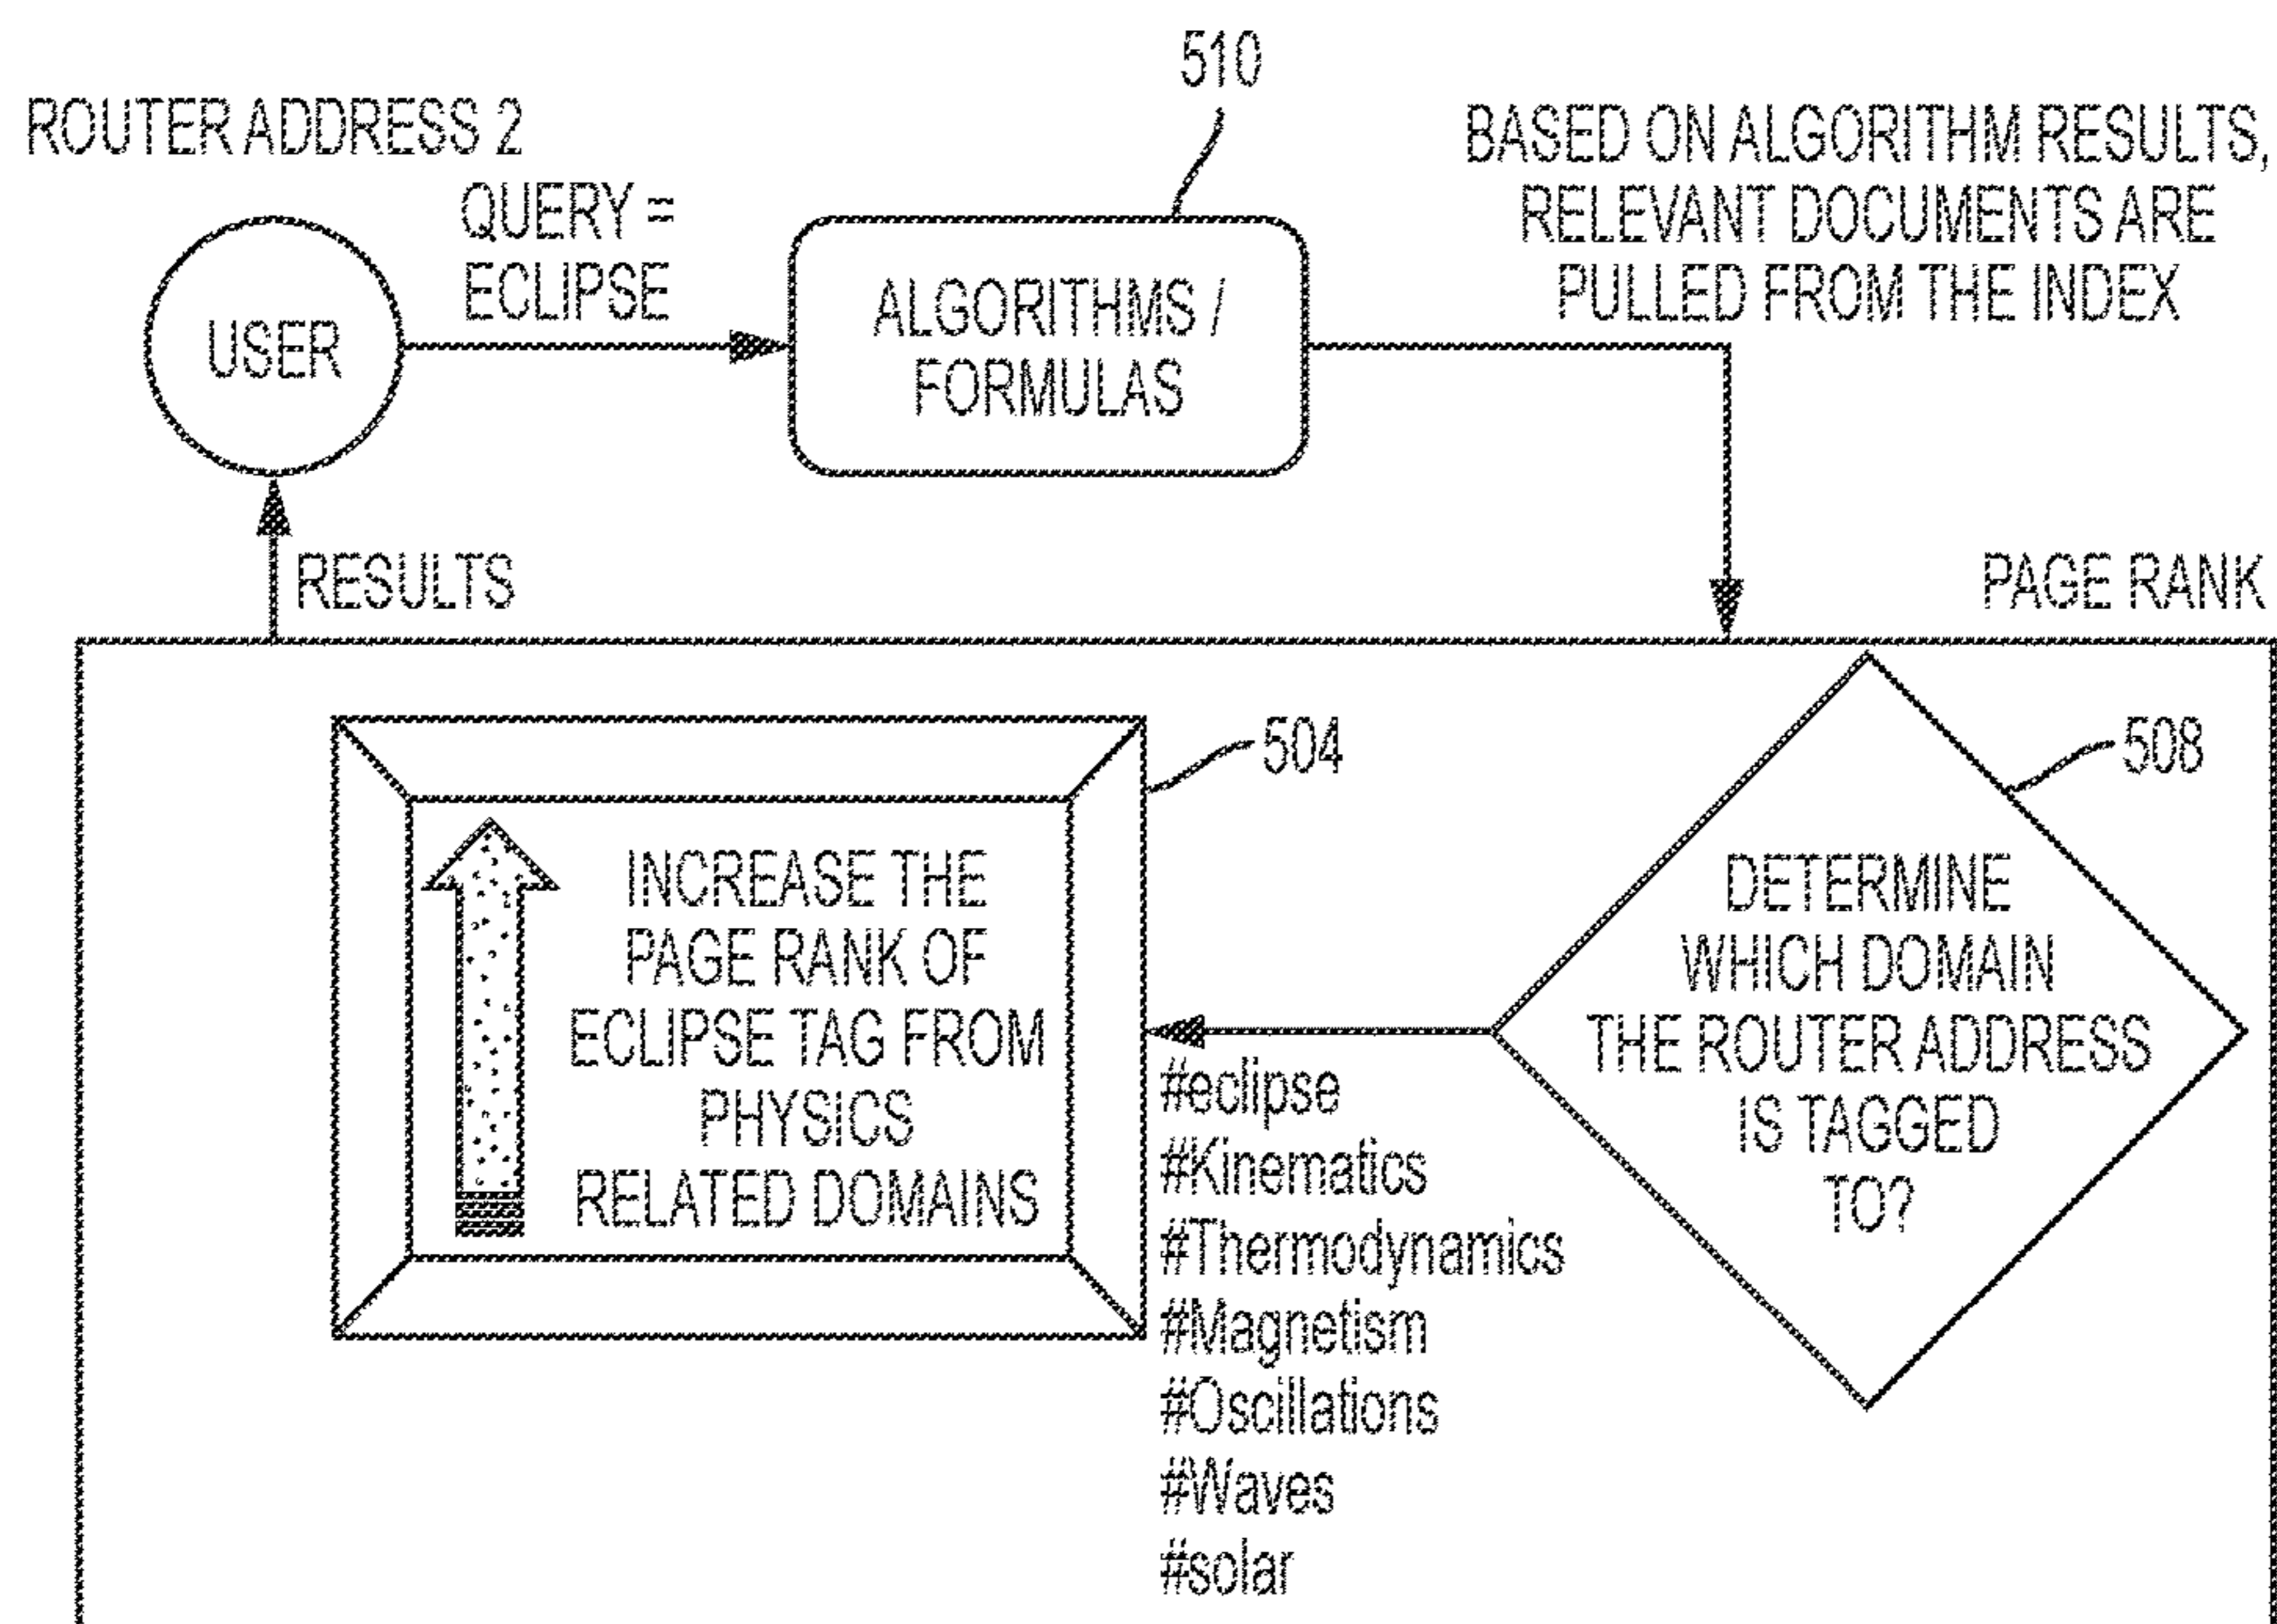 510
ROUTER ADDRESS 2
QUERY =
ECLIPSE
USER
ALGORITHMS /
FORMULAS
BASED ON ALGORITHM RESULTS,
RELEVANT DOCUMENTS ARE
PULLED FROM THE INDEX
RESULTS
PAGE RANK
504
508
INCREASE THE
PAGE RANK OF
ECLIPSE TAG FROM
PHYSICS
RELATED DOMAINS
DETERMINE
WHICH DOMAIN
THE ROUTER ADDRESS
IS TAGGED
TO?
#eclipse
#Kinematics
#Thermodynamics
#Magnetism
#Oscillations
#Waves
#solar